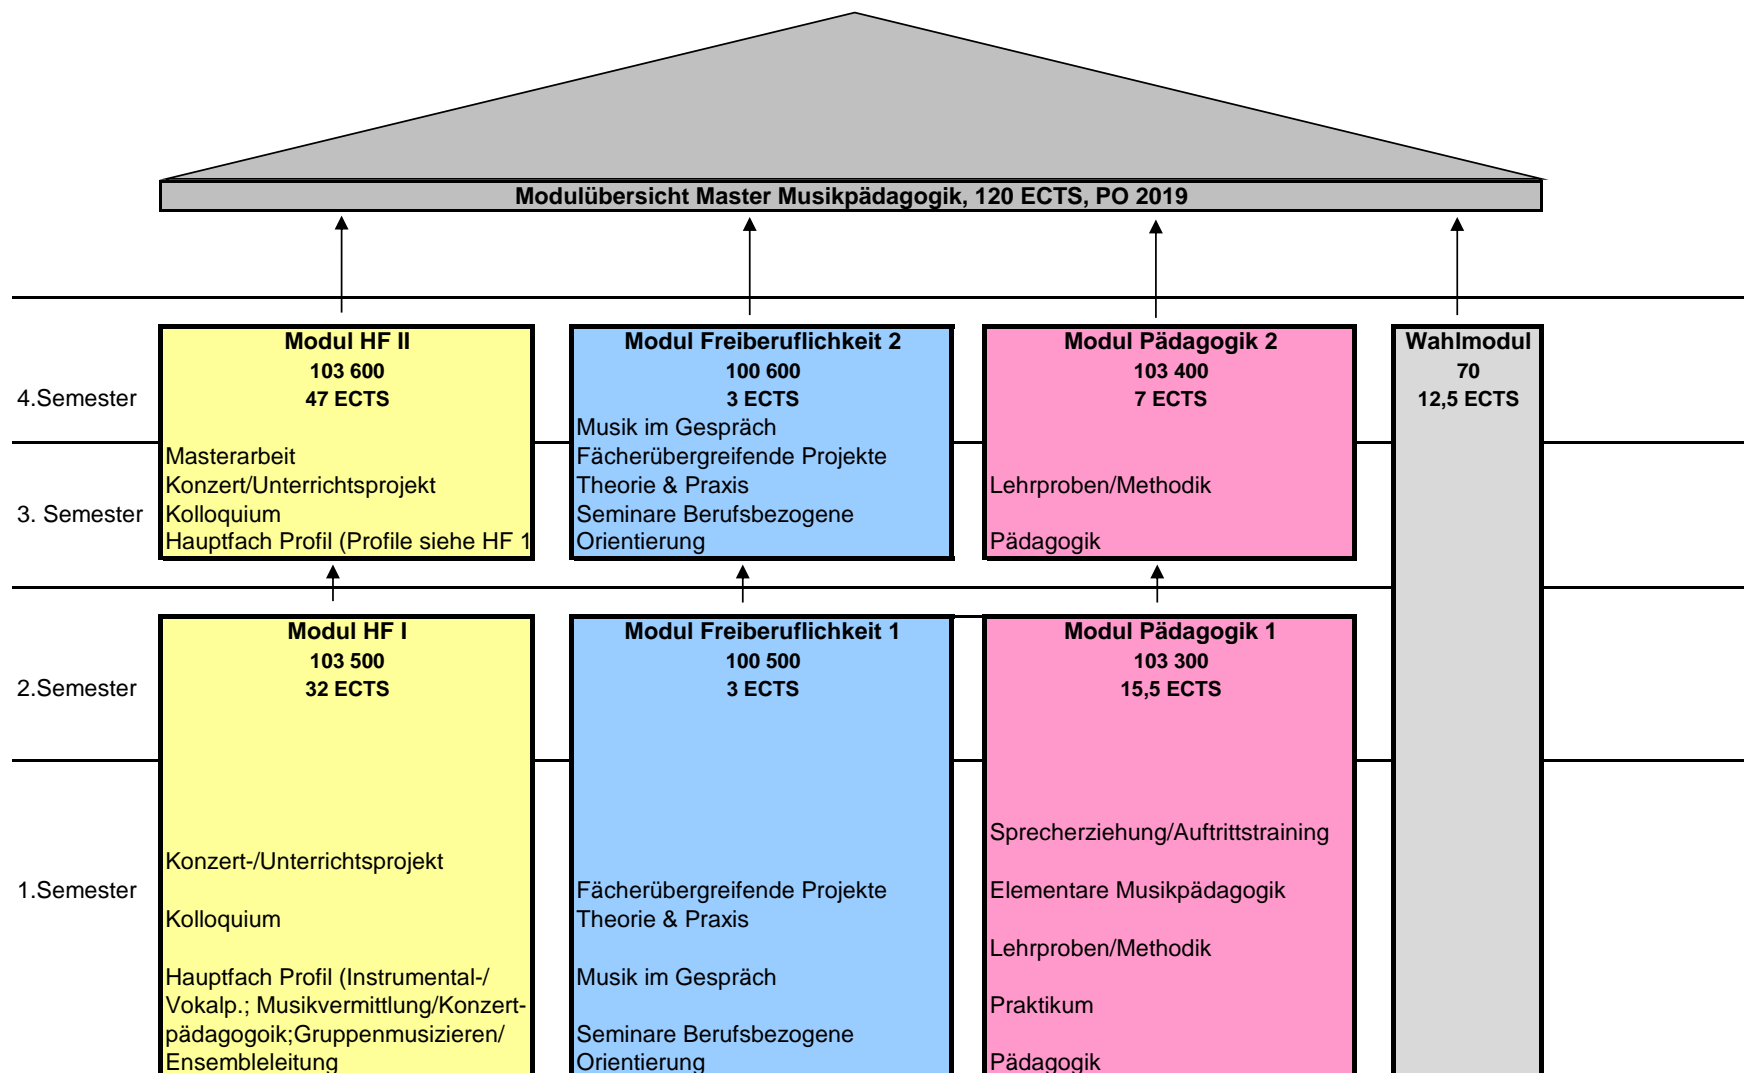 Modulübersicht Master Musikpädagogik, 120 ECTS, PO 2019
4.Semester
3. Semester
Modul HF II
103 600
47 ECTS
Masterarbeit
Konzert/Unterrichtsprojekt
Kolloquium
Hauptfach Profil (Profile siehe HF 1
Modul Freiberuflichkeit 2
100 600
3 ECTS
Musik im Gespräch
Fächerübergreifende Projekte
Theorie & Praxis
Seminare Berufsbezogene
Orientierung
Modul Pädagogik 2
103 400
7 ECTS
Lehrproben/Methodik
Pädagogik
Wahlmodul
70
12,5 ECTS
2.Semester
1.Semester
Modul HF I
103 500
32 ECTS
Konzert-/Unterrichtsprojekt
Kolloquium
Hauptfach Profil (Instrumental-/
Vokalp.; Musikvermittlung/Konzert-
pädagogoik;Gruppenmusizieren/
Ensembleleitung
Modul Freiberuflichkeit 1
100 500
3 ECTS
Fächerübergreifende Projekte
Theorie & Praxis
Musik im Gespräch
Seminare Berufsbezogene
Orientierung
Modul Pädagogik 1
103 300
15,5 ECTS
Sprecherziehung/Auftrittstraining
Elementare Musikpädagogik
Lehrproben/Methodik
Praktikum
Pädagogik